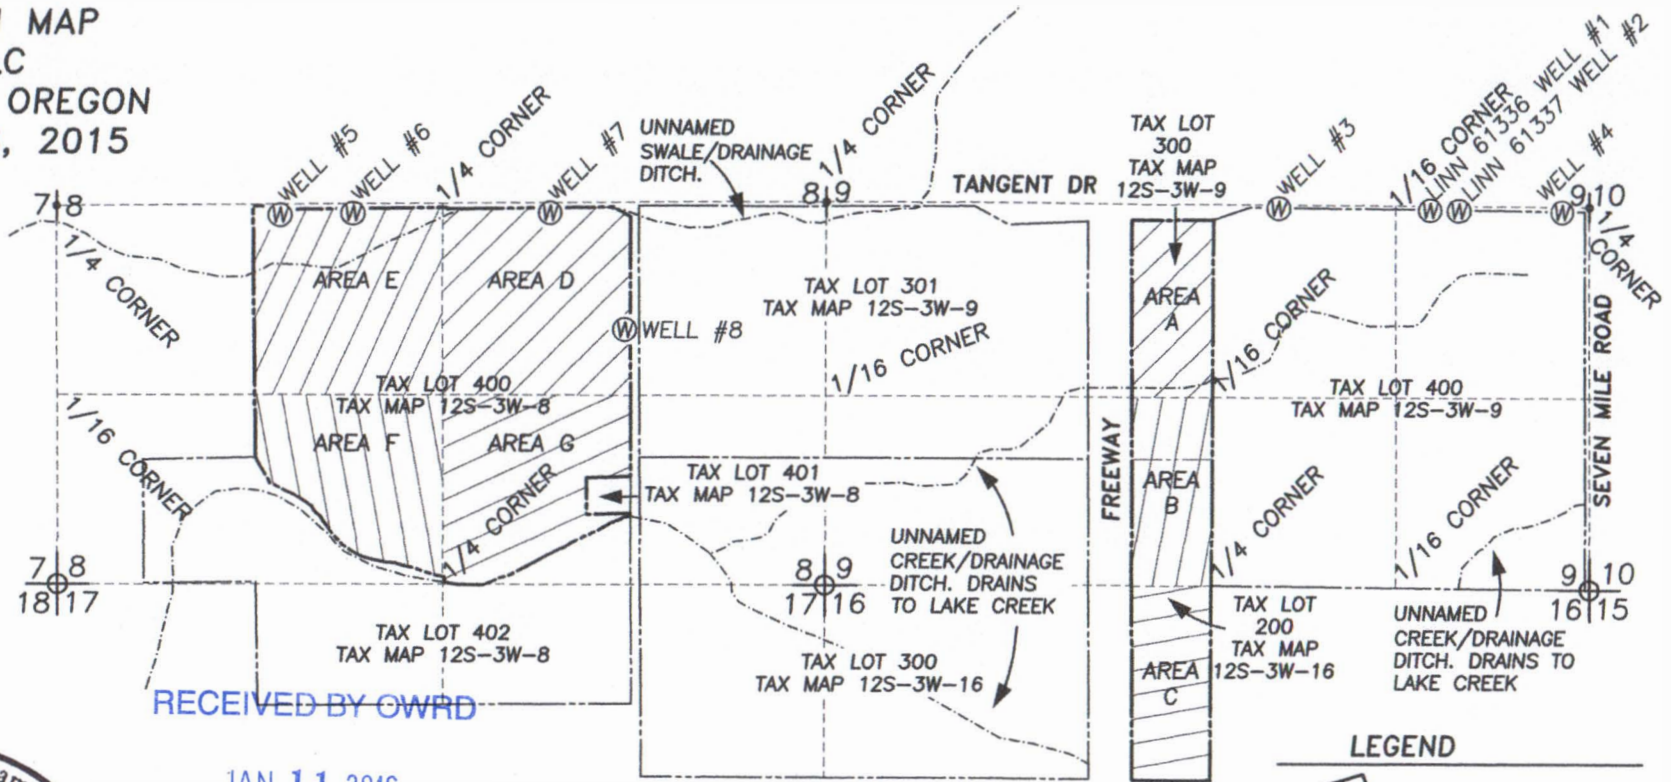 MAP
OREGON
, 2015
WELL #5
WELL #6
1/4 CORNER
WELL #7
UNNAMED
SWALE/DRAINAGE
DITCH.
1/4 CORNER
TANGENT DR
TAX LOT
300
TAX MAP
12S-3W-9
WELL #3
1/16 CORNER
LINN 61336 WELL #1
LINN 61337 WELL #2
WELL #4
7 8
8 9
9 10
1/4 CORNER
1/4 CORNER
AREA E
AREA D
TAX LOT 301
TAX MAP 12S-3W-9
AREA
A
1/16 CORNER
WELL #8
1/16 CORNER
TAX LOT 400
TAX MAP 12S-3W-8
TAX LOT 400
TAX MAP 12S-3W-9
SEVEN MILE ROAD
1/16 CORNER
AREA F
AREA G
1/4 CORNER
TAX LOT 401
TAX MAP 12S-3W-8
FREEWAY
AREA
B
1/4 CORNER
1/16 CORNER
UNNAMED
CREEK/DRAINAGE
DITCH. DRAINS
TO LAKE CREEK
7 8
18 17
8 9
17 16
9 10
16 15
TAX LOT 402
TAX MAP 12S-3W-8
TAX LOT 300
TAX MAP 12S-3W-16
AREA
C
TAX LOT
200
TAX MAP
12S-3W-16
UNNAMED
CREEK/DRAINAGE
DITCH. DRAINS TO
LAKE CREEK
RECEIVED BY OWRD
JAN 11
LEGEND